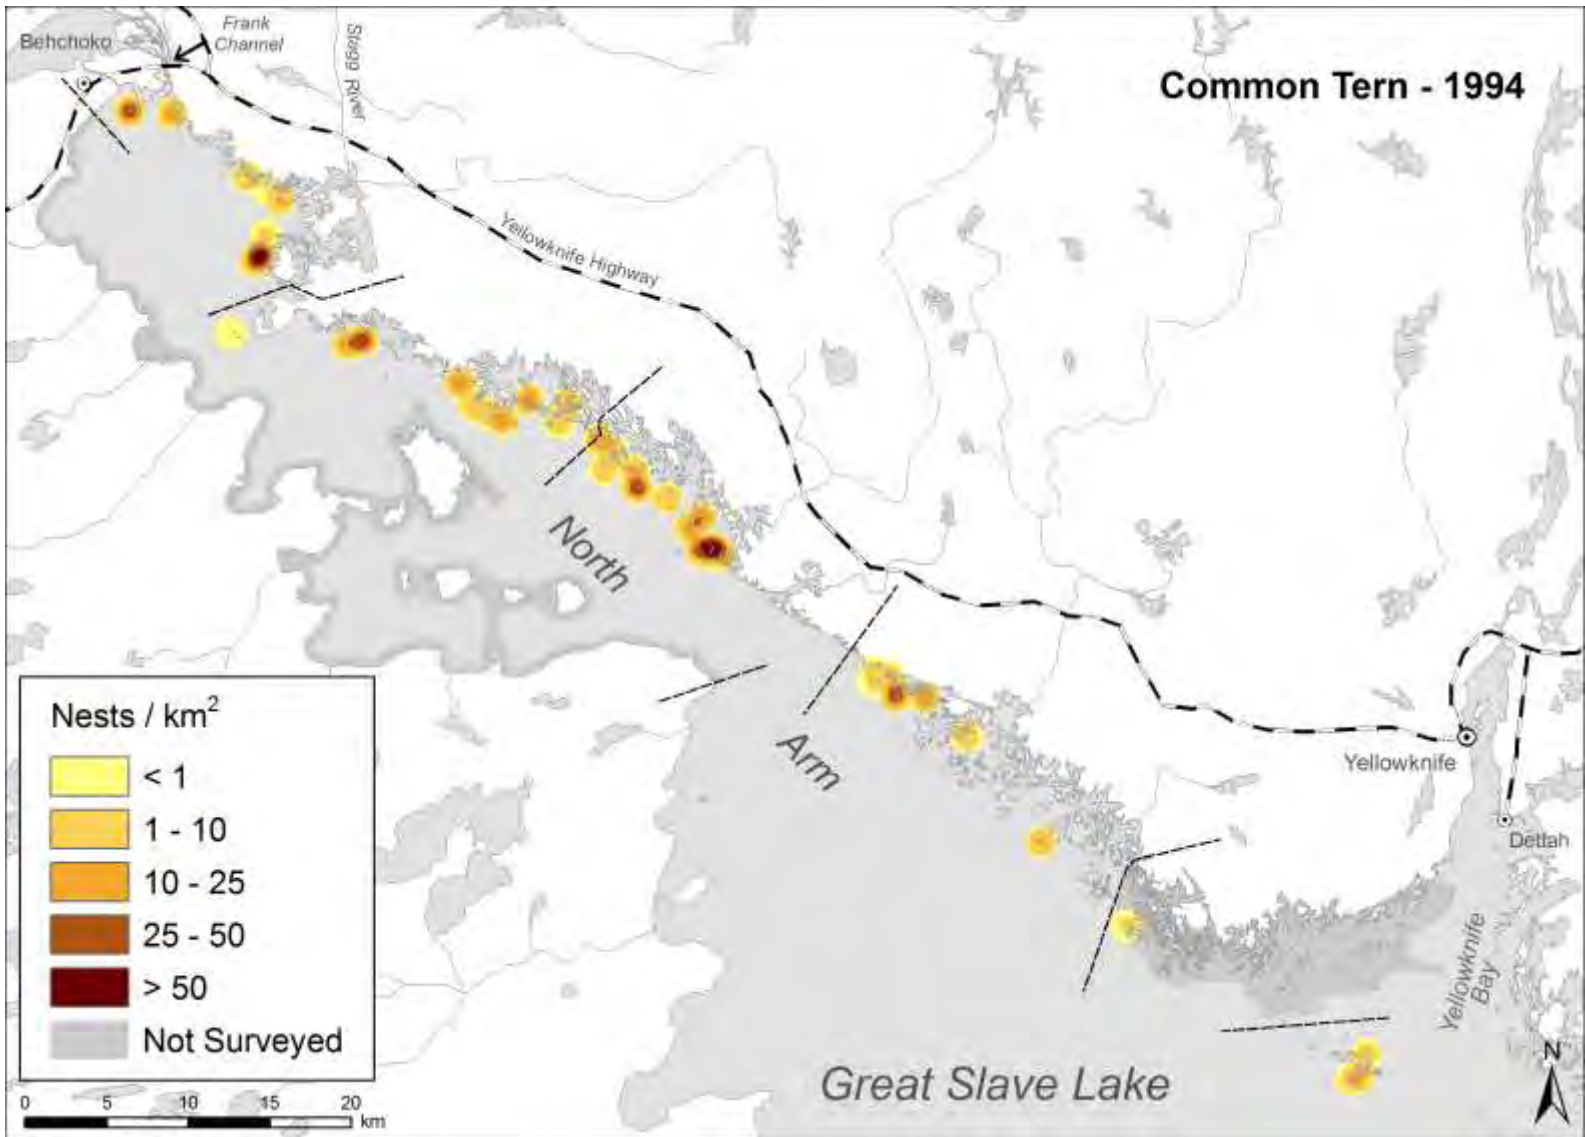 Behchoko
Frank
Channel
Stagg River
Common Tern - 1994
Yellowknife Highway
North
Arm
Yellowknife
Dettah
Yellowknife
Bay
Great Slave Lake
N
Nests / km²
< 1
1 - 10
10 - 25
25 - 50
> 50
Not Surveyed
0 5 10 15 20
km